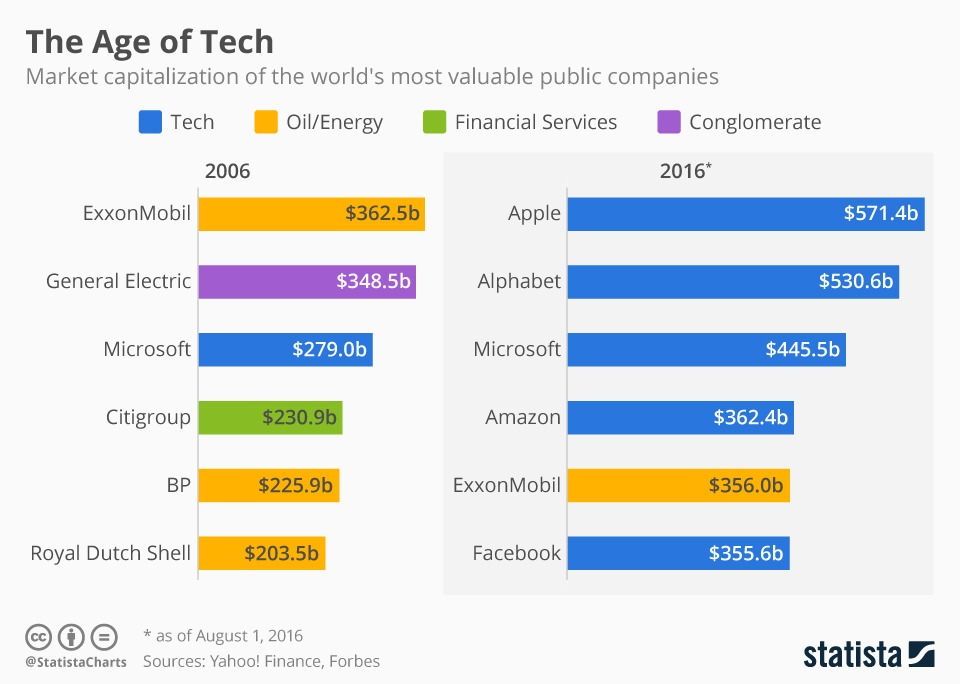 The Age of Tech
Market capitalization of the world's most valuable public companies
Tech Oil/Energy Financial Services Conglomerate
2006
ExxonMobil $362.5b
General Electric $348.5b
Microsoft $279.0b
Citigroup $230.9b
BP $225.9b
Royal Dutch Shell $203.5b
2016*
Apple $571.4b
Alphabet $530.6b
Microsoft $445.5b
Amazon $362.4b
ExxonMobil $356.0b
Facebook $355.6b
cc
@StatistaCharts
* as of August 1, 2016
Sources: Yahoo! Finance, Forbes
statista